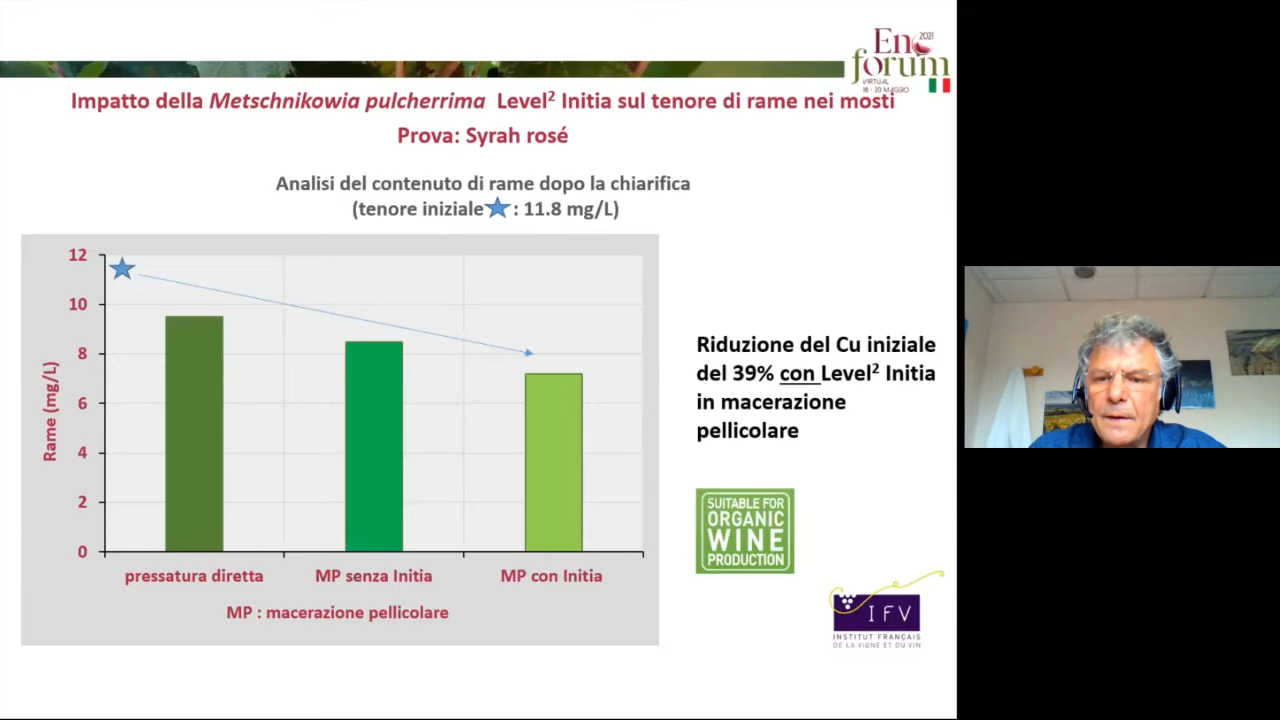 Enoforum
2021
VIRTUAL
18 - 20 MAGGIO
Impatto della Metschnikowia pulcherrima Level² Initia sul tenore di rame nei mosti
Prova: Syrah rosé
Analisi del contenuto di rame dopo la chiarifica
(tenore iniziale : 11.8 mg/L)
12
10
8
6
4
2
0
Rame (mg/L)
pressatura diretta
MP senza Initia
MP con Initia
MP : macerazione pellicolare
Riduzione del Cu iniziale
del 39% con Level² Initia
in macerazione
pellicolare
SUITABLE FOR
ORGANIC
WINE
PRODUCTION
IFV
INSTITUT FRANÇAIS
DE LA VIGNE ET DU VIN